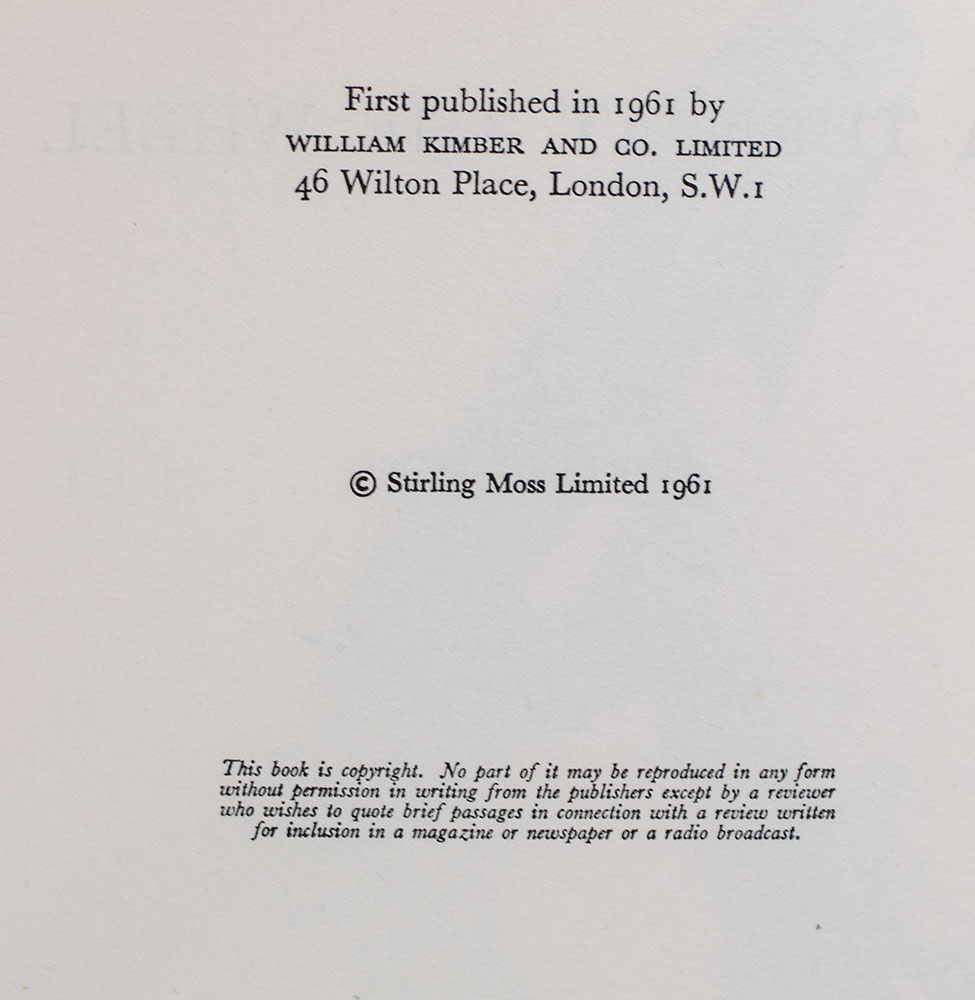 First published in 1961 by
WILLIAM KIMBER AND CO. LIMITED
46 Wilton Place, London, S.W.1
© Stirling Moss Limited 1961
This book is copyright. No part of it may be reproduced in any form
without permission in writing from the publishers except by a reviewer
who wishes to quote brief passages in connection with a review written
for inclusion in a magazine or newspaper or a radio broadcast.